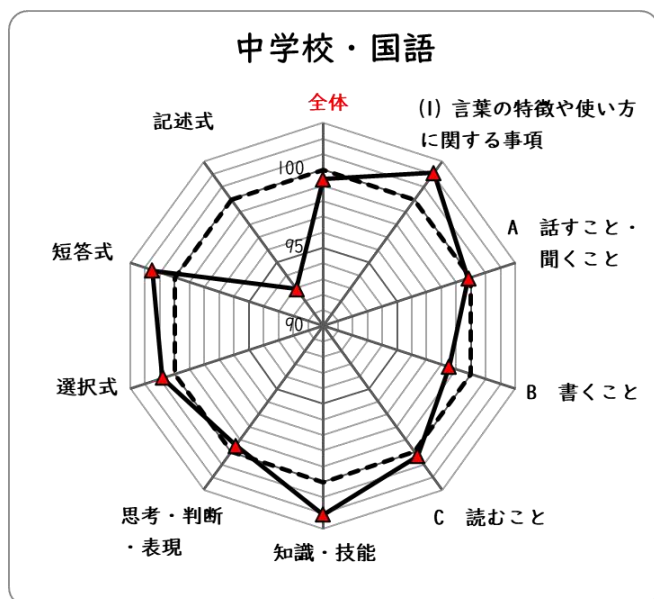 中学校・国語
全体
(1) 言葉の特徴や使い方
に関する事項
記述式
100
A 話すこと・
聞くこと
短答式
95
90
選択式
B 書くこと
思考・判断
・表現
知識・技能
C 読むこと